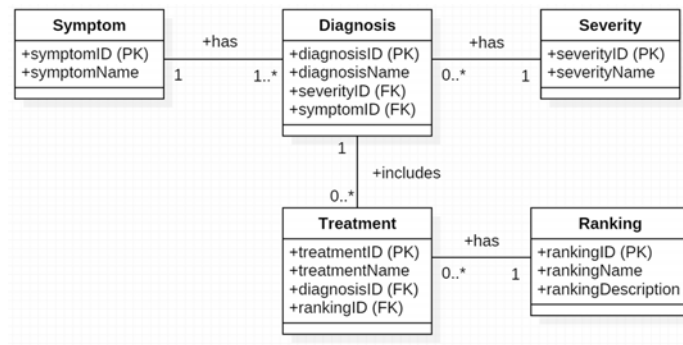 Symptom
+symptomID (PK)
+symptomName
+has
1
1..*
Diagnosis
+diagnosisID (PK)
+diagnosisName
+severityID (FK)
+symptomID (FK)
+has
0..*
1
Severity
+severityID (PK)
+severityName
1
+includes
0..*
Treatment
+treatmentID (PK)
+treatmentName
+diagnosisID (FK)
+rankingID (FK)
+has
0..*
1
Ranking
+rankingID (PK)
+rankingName
+rankingDescription